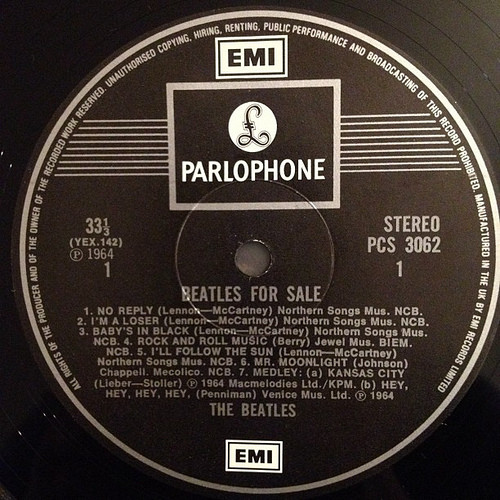 ALL RIGHTS OF THE PRODUCER AND OF THE OWNER OF THE RECORDED WORK RESERVED. UNAUTHORISED COPYING, HIRING, RENTING, PUBLIC PERFORMANCE AND BROADCASTING OF THIS RECORD PROHIBITED. MANUFACTURED IN THE UK BY EMI RECORDS LIMITED
EMI
£
PARLOPHONE
33⅓
(YEX.142)
Ⓟ 1964
1
STEREO
PCS 3062
1
BEATLES FOR SALE
1. NO REPLY (Lennon—McCartney) Northern Songs Mus. NCB.
2. I'M A LOSER (Lennon—McCartney) Northern Songs Mus. NCB.
3. BABY'S IN BLACK (Lennon—McCartney) Northern Songs Mus.
NCB. 4. ROCK AND ROLL MUSIC (Berry) Jewel Mus. BIEM.
NCB. 5. I'LL FOLLOW THE SUN (Lennon—McCartney)
Northern Songs Mus. NCB. 6. MR. MOONLIGHT (Johnson)
Chappell. Mecolico. NCB. 7. MEDLEY: (a) KANSAS CITY
(Lieber—Stoller) Ⓟ 1964 Macmelodies Ltd./KPM. (b) HEY,
HEY, HEY, HEY, (Penniman) Venice Mus. Ltd. Ⓟ 1964
THE BEATLES
EMI